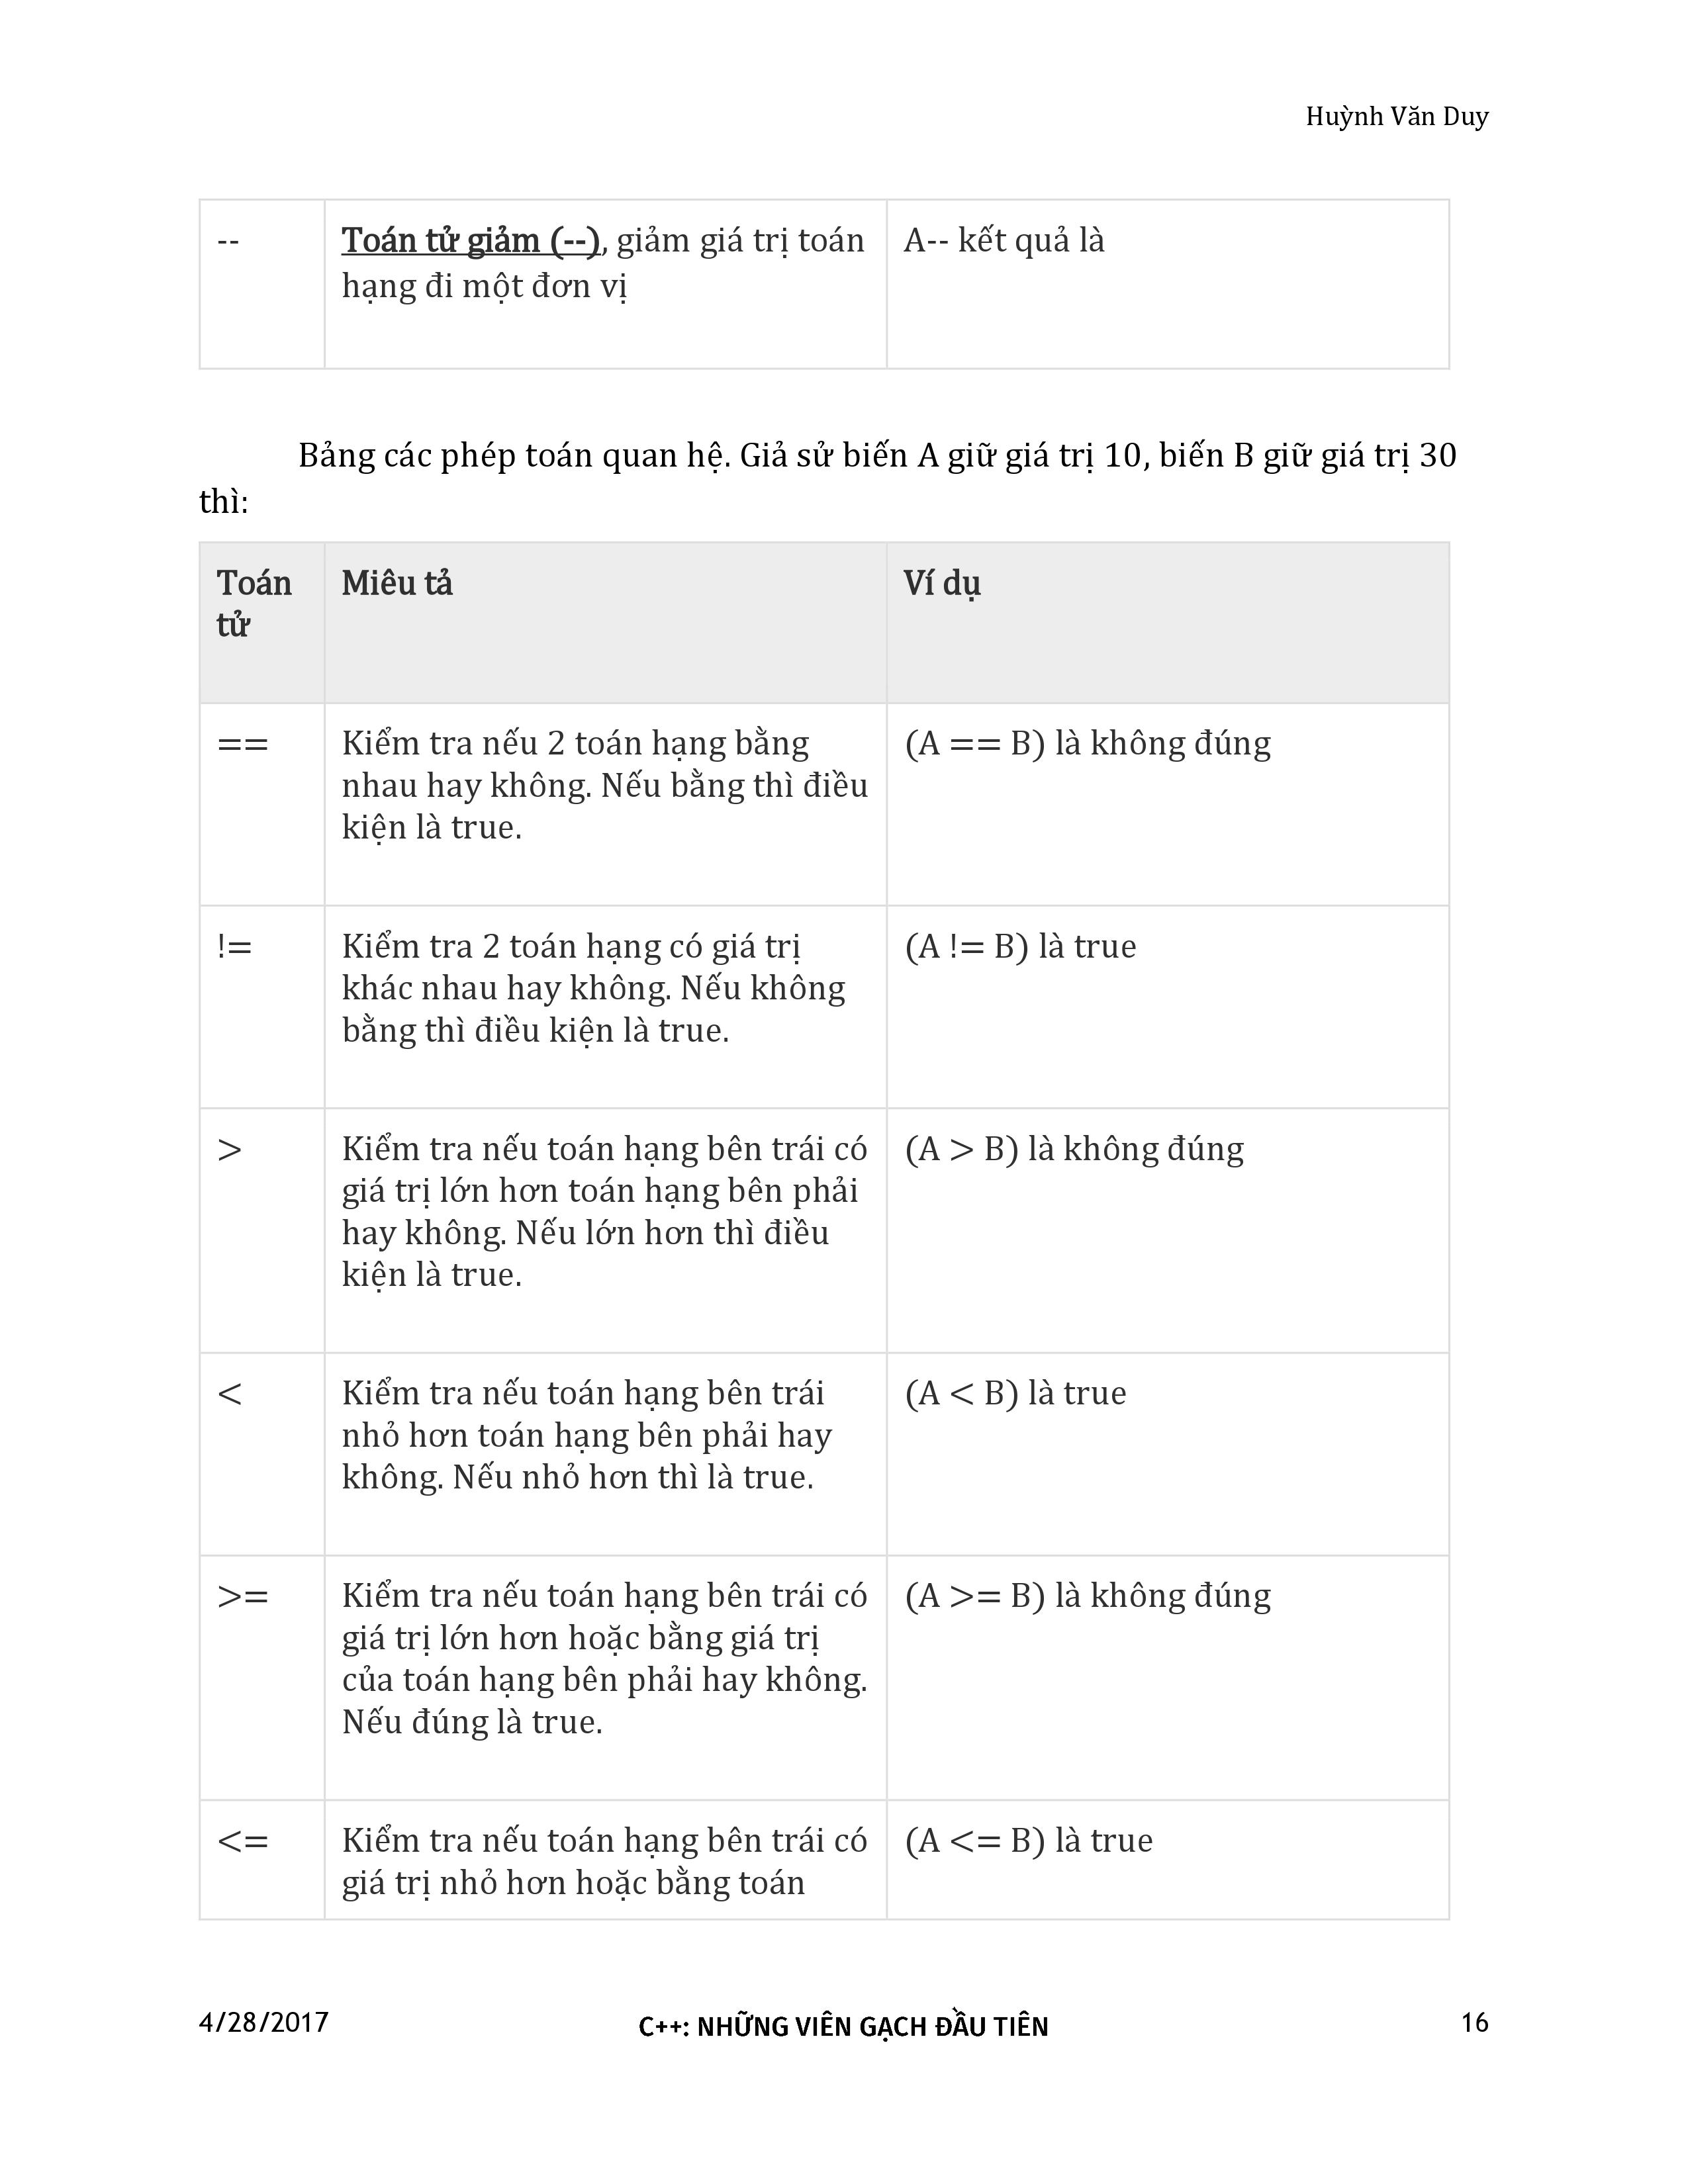 Huỳnh Văn Duy
-- Toán tử giảm (--), giảm giá trị toán A-- kết quả là
hạng đi một đơn vị
Bảng các phép toán quan hệ. Giả sử biến A giữ giá trị 10, biến B giữ giá trị 30
thì:
Toán Miêu tả Ví dụ
tử
== Kiểm tra nếu 2 toán hạng bằng (A == B) là không đúng
nhau hay không. Nếu bằng thì điều
kiện là true.
!= Kiểm tra 2 toán hạng có giá trị (A != B) là true
khác nhau hay không. Nếu không
bằng thì điều kiện là true.
> Kiểm tra nếu toán hạng bên trái có (A > B) là không đúng
giá trị lớn hơn toán hạng bên phải
hay không. Nếu lớn hơn thì điều
kiện là true.
< Kiểm tra nếu toán hạng bên trái (A < B) là true
nhỏ hơn toán hạng bên phải hay
không. Nếu nhỏ hơn thì là true.
>= Kiểm tra nếu toán hạng bên trái có (A >= B) là không đúng
giá trị lớn hơn hoặc bằng giá trị
của toán hạng bên phải hay không.
Nếu đúng là true.
<= Kiểm tra nếu toán hạng bên trái có (A <= B) là true
giá trị nhỏ hơn hoặc bằng toán
4/28/2017 C++: NHỮNG VIÊN GẠCH ĐẦU TIÊN 16